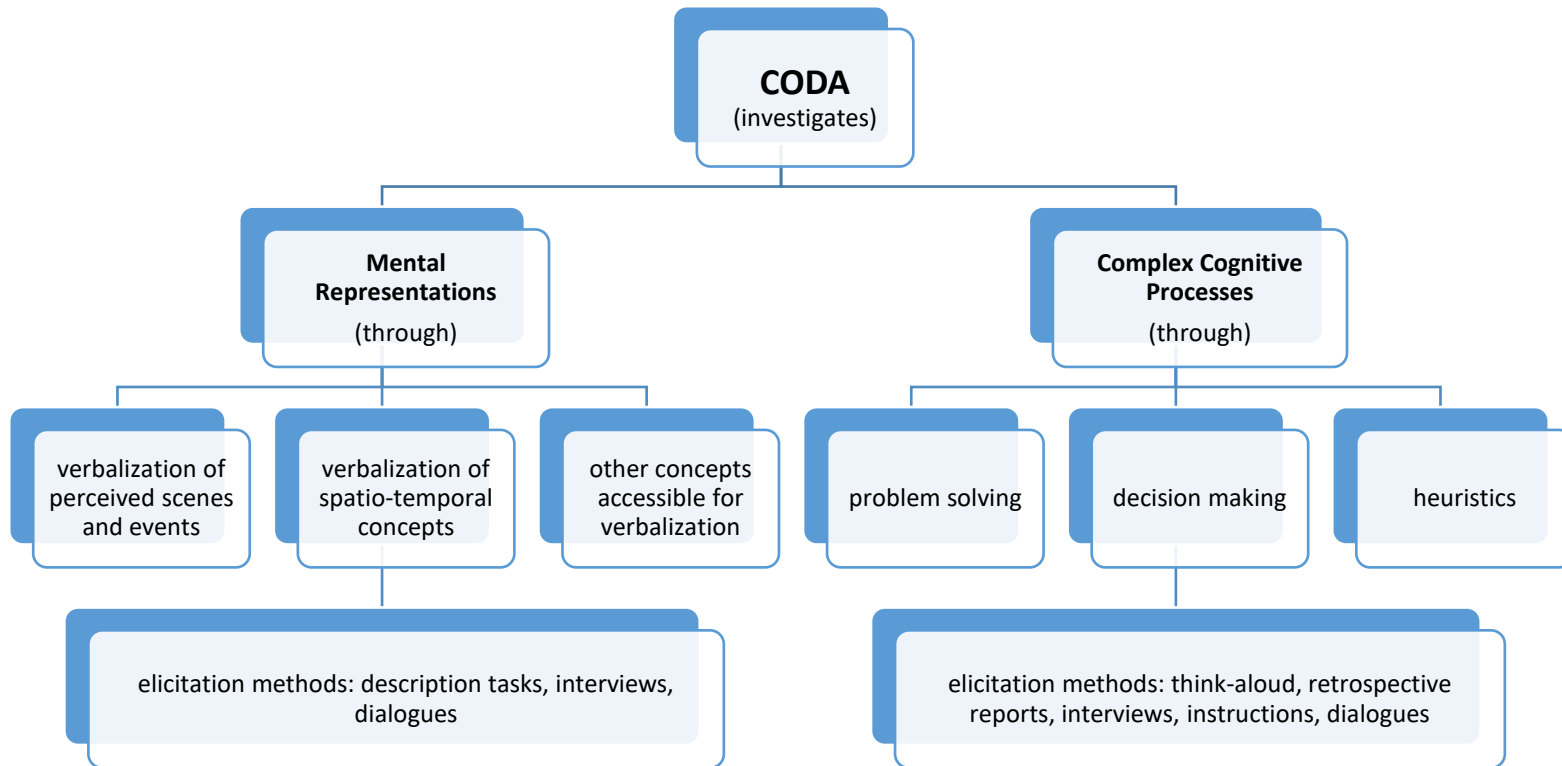 CODA
(investigates)
Mental
Representations
(through)
Complex Cognitive
Processes
(through)
verbalization of
perceived scenes
and events
verbalization of
spatio-temporal
concepts
other concepts
accessible for
verbalization
problem solving
decision making
heuristics
elicitation methods: description tasks, interviews,
dialogues
elicitation methods: think-aloud, retrospective
reports, interviews, instructions, dialogues